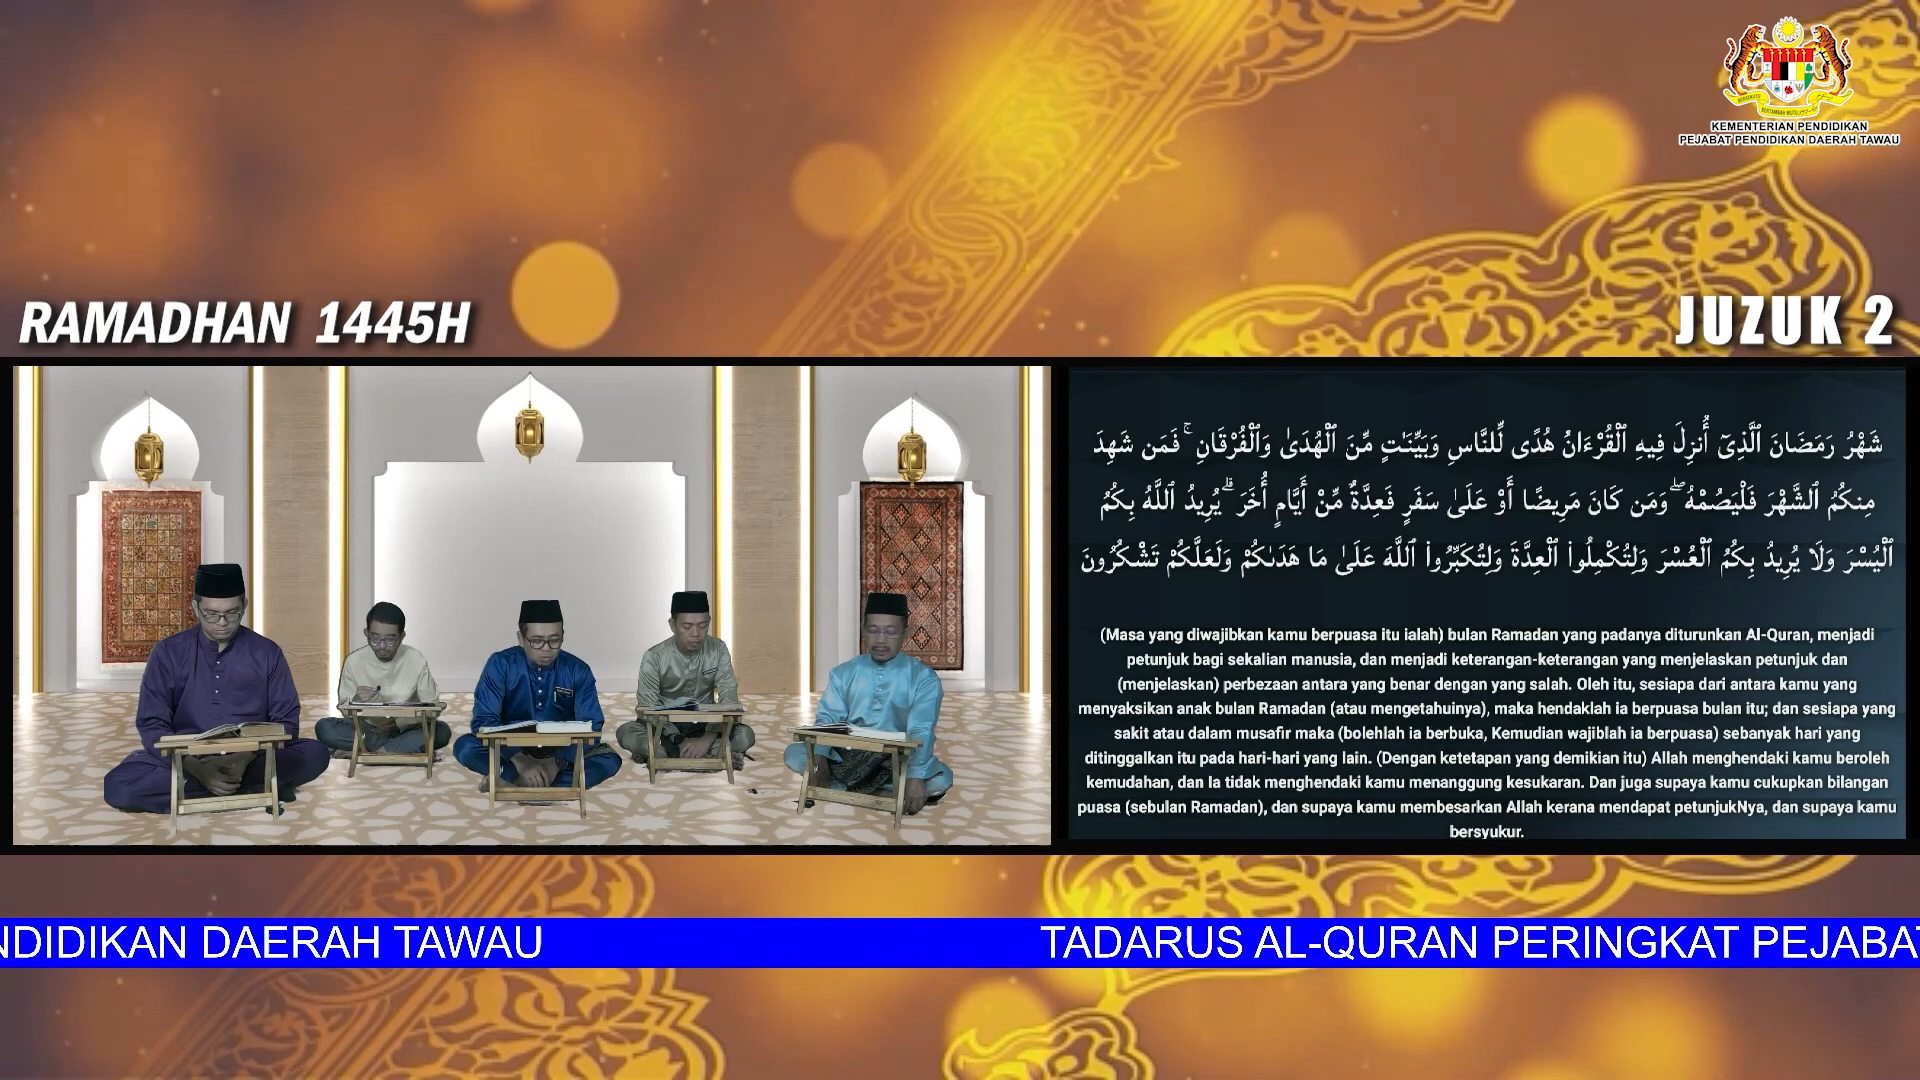 KEMENTERIAN PENDIDIKAN
PEJABAT PENDIDIKAN DAERAH TAWAU
RAMADHAN 1445H
JUZUK 2
شَهْرُ رَمَضَانَ ٱلَّذِىٓ أُنزِلَ فِيهِ ٱلْقُرْءَانُ هُدًى لِّلنَّاسِ وَبَيِّنَـٰتٍ مِّنَ ٱلْهُدَىٰ وَٱلْفُرْقَانِ ۚ فَمَن شَهِدَ
مِنكُمُ ٱلشَّهْرَ فَلْيَصُمْهُ ۖ وَمَن كَانَ مَرِيضًا أَوْ عَلَىٰ سَفَرٍ فَعِدَّةٌ مِّنْ أَيَّامٍ أُخَرَ ۗ يُرِيدُ ٱللَّهُ بِكُمُ
ٱلْيُسْرَ وَلَا يُرِيدُ بِكُمُ ٱلْعُسْرَ وَلِتُكْمِلُوا۟ ٱلْعِدَّةَ وَلِتُكَبِّرُوا۟ ٱللَّهَ عَلَىٰ مَا هَدَىٰكُمْ وَلَعَلَّكُمْ تَشْكُرُونَ
(Masa yang diwajibkan kamu berpuasa itu ialah) bulan Ramadan yang padanya diturunkan Al-Quran, menjadi
petunjuk bagi sekalian manusia, dan menjadi keterangan-keterangan yang menjelaskan petunjuk dan
(menjelaskan) perbezaan antara yang benar dengan yang salah. Oleh itu, sesiapa dari antara kamu yang
menyaksikan anak bulan Ramadan (atau mengetahuinya), maka hendaklah ia berpuasa bulan itu; dan sesiapa yang
sakit atau dalam musafir maka (bolehlah ia berbuka, Kemudian wajiblah ia berpuasa) sebanyak hari yang
ditinggalkan itu pada hari-hari yang lain. (Dengan ketetapan yang demikian itu) Allah menghendaki kamu beroleh
kemudahan, dan Ia tidak menghendaki kamu menanggung kesukaran. Dan juga supaya kamu cukupkan bilangan
puasa (sebulan Ramadan), dan supaya kamu membesarkan Allah kerana mendapat petunjukNya, dan supaya kamu
bersyukur.
NDIDIKAN DAERAH TAWAU
TADARUS AL-QURAN PERINGKAT PEJABAT